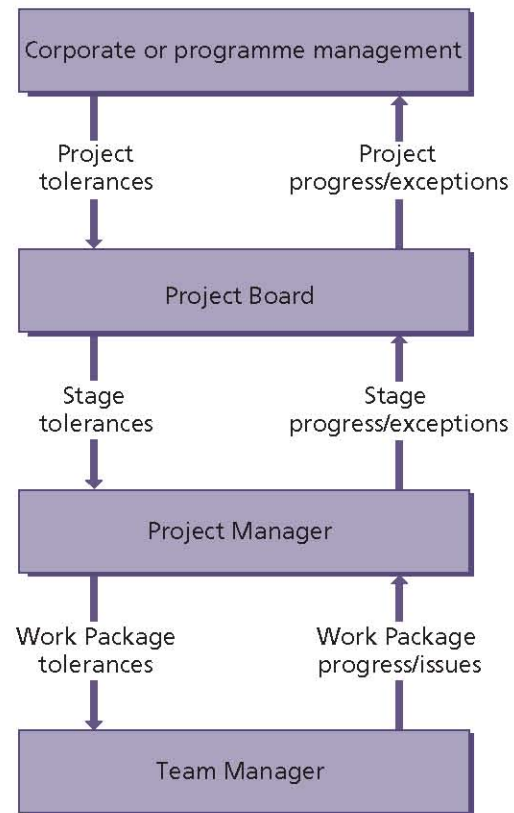 Corporate or programme management
Project
tolerances
Project
progress/exceptions
Project Board
Stage
tolerances
Stage
progress/exceptions
Project Manager
Work Package
tolerances
Work Package
progress/issues
Team Manager